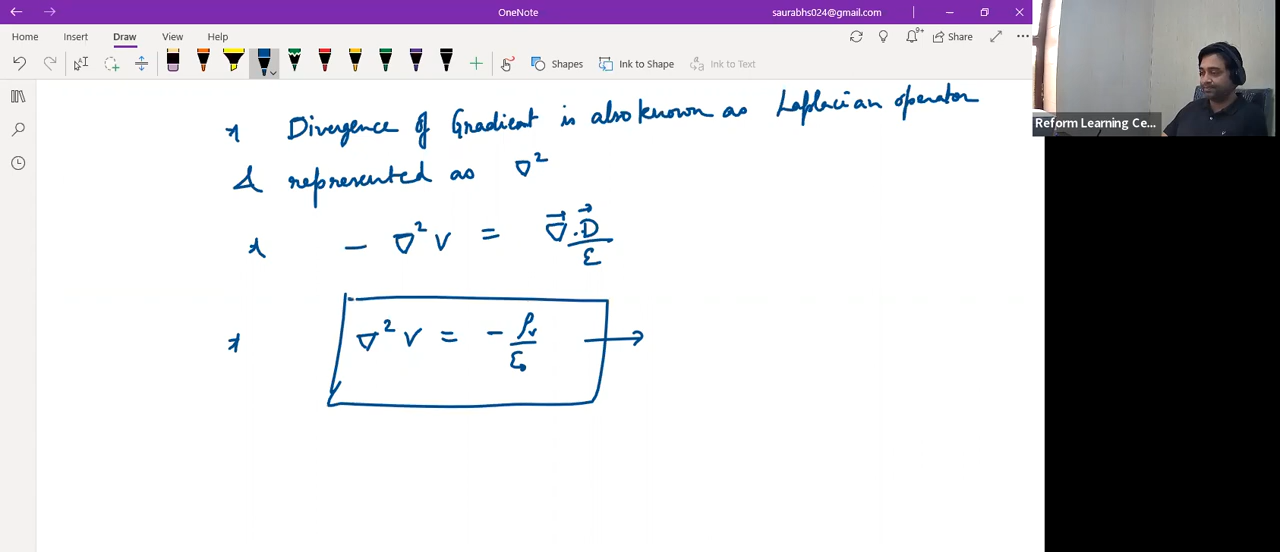 OneNote
saurabhs024@gmail.com
Home Insert Draw View Help
9+ Share
Shapes Ink to Shape Ink to Text
Reform Learning Ce...
* Divergence of Gradient is also known as Laplacian operator
& represented as ∇²
* - ∇²V = ∇⃗.D⃗/ε
* ∇²V = -ρᵥ/ε₀ →